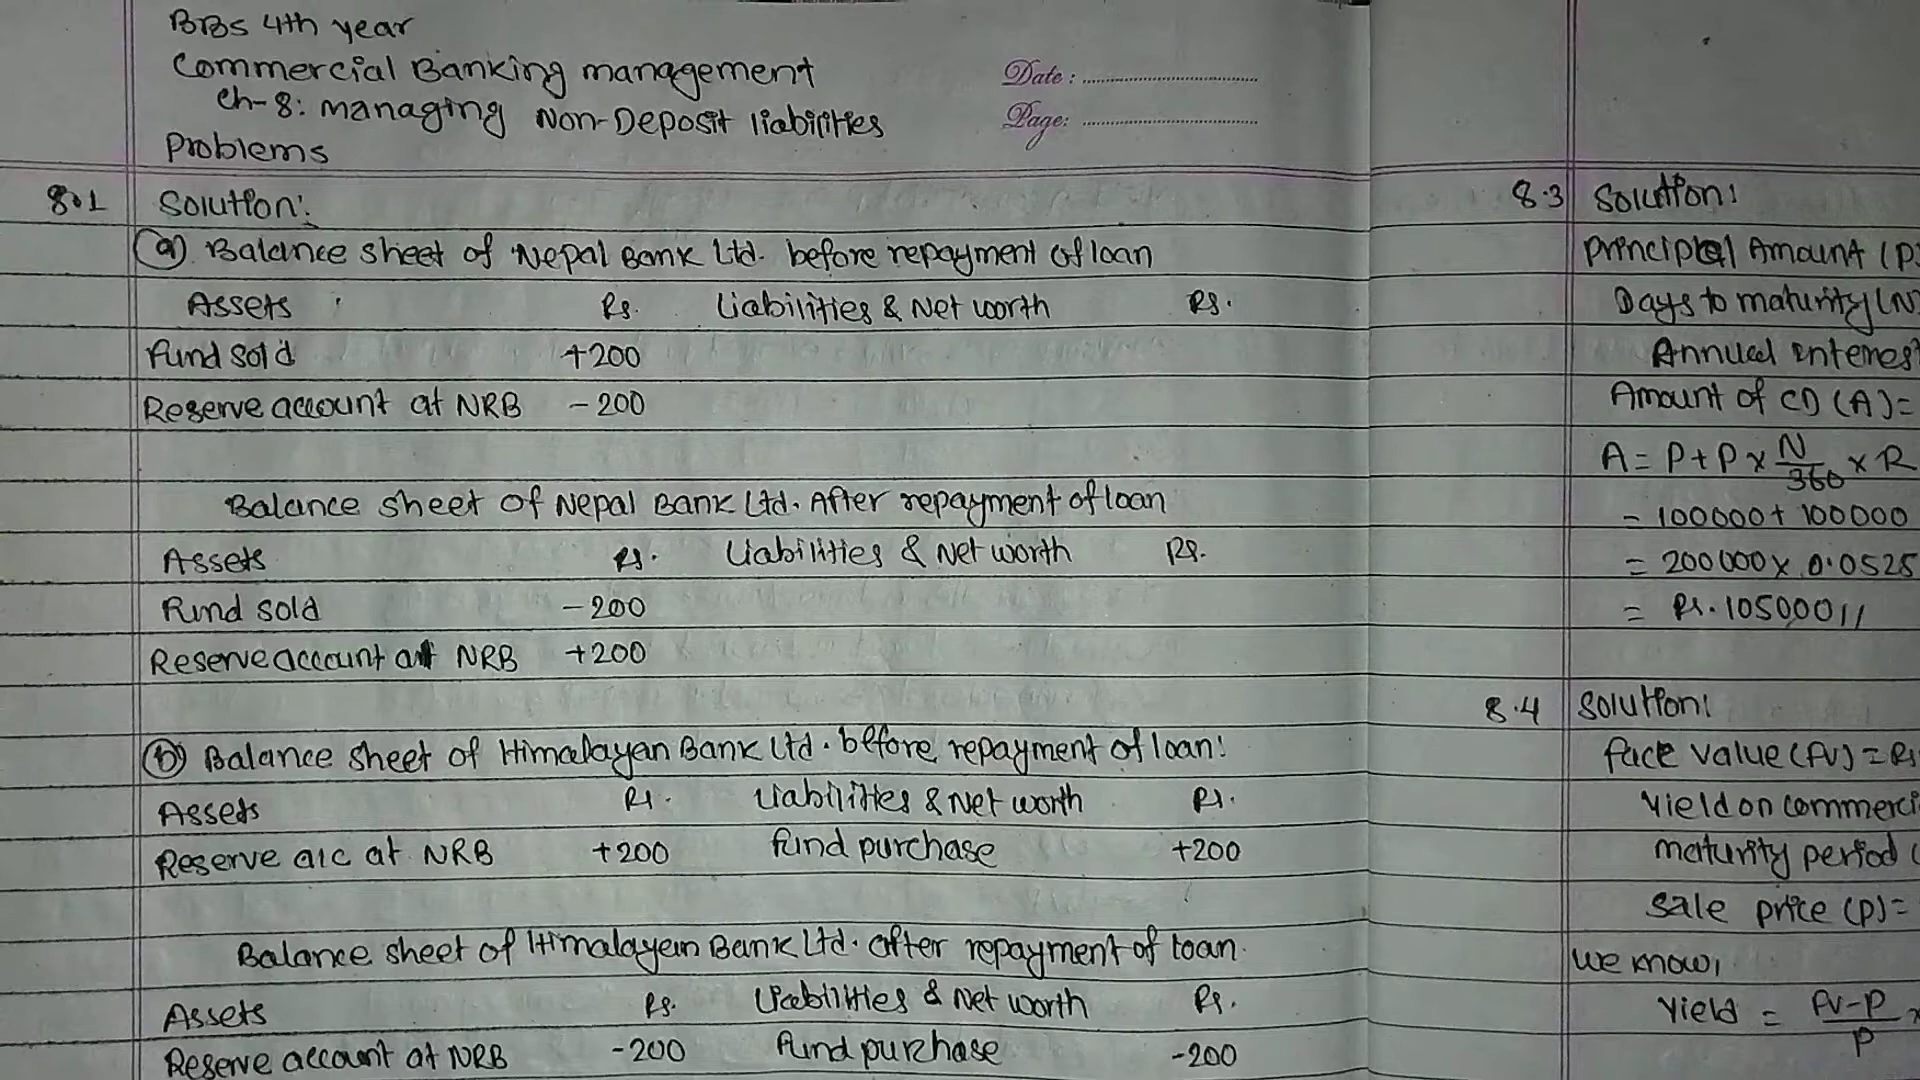 BBS 4th year
Commercial Banking management
Ch-8: Managing Non-Deposit liabilities
Problems
Date:
Page:
8.1 Solution:
(a) Balance sheet of Nepal Bank Ltd. before repayment of loan
Assets Rs. Liabilities & Net worth Rs.
Fund sold +200
Reserve account at NRB -200
Balance sheet of Nepal Bank Ltd. After repayment of loan
Assets Rs. Liabilities & Net worth Rs.
Fund sold -200
Reserve account at NRB +200
(b) Balance sheet of Himalayan Bank Ltd. before repayment of loan:
Assets Rs. Liabilities & Net worth Rs.
Reserve a/c at NRB +200 fund purchase +200
Balance sheet of Himalayan Bank Ltd. after repayment of loan.
Assets Rs. Liabilities & Net worth Rs.
Reserve account at NRB -200 fund purchase -200
8.3 Solution:
Principal Amount (P)
Days to maturity (N)
Annual Interest
Amount of CD (A) =
A = P + P x N/360 x R
= 100000 + 100000
= 200000 x 0.0525
= Rs. 1050000//
8.4 Solution:
Face value (FV) = Rs
Yield on commerci
maturity period (
sale price (P) =
we know,
Yield = FV-P/P x